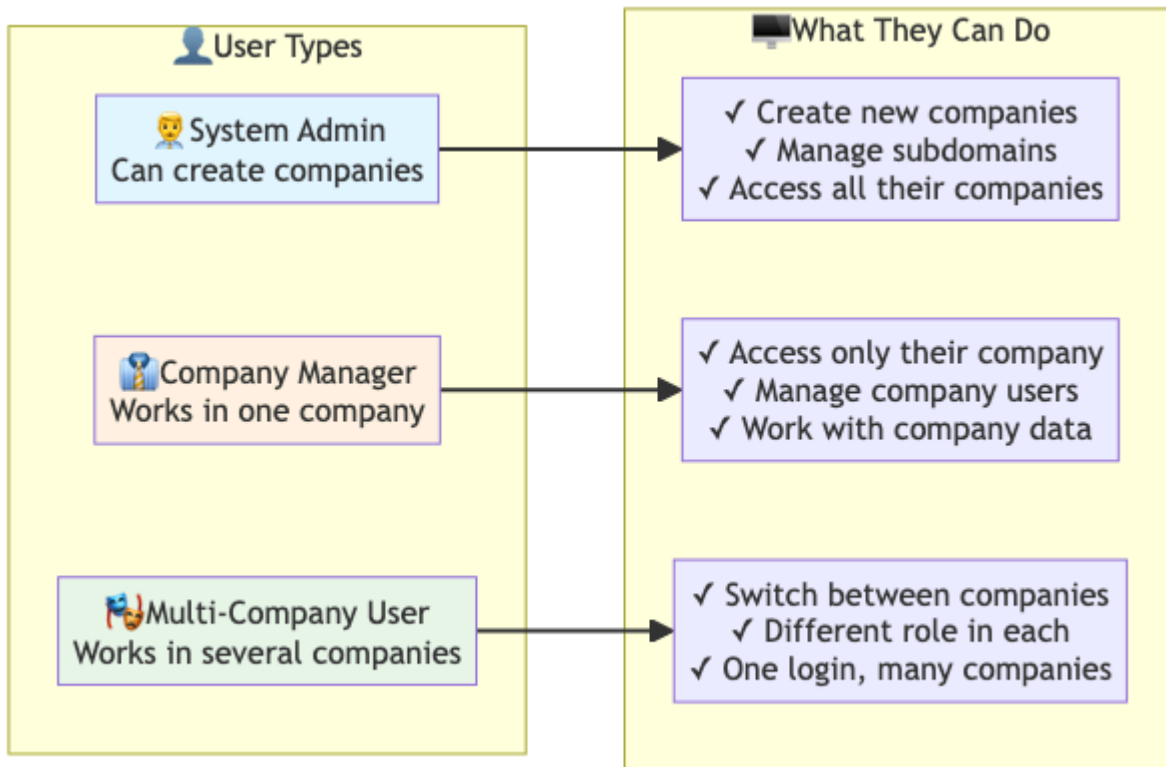 👤User Types
👨‍💼System Admin
Can create companies
👔Company Manager
Works in one company
🎭Multi-Company User
Works in several companies
🖥️What They Can Do
✓ Create new companies
✓ Manage subdomains
✓ Access all their companies
✓ Access only their company
✓ Manage company users
✓ Work with company data
✓ Switch between companies
✓ Different role in each
✓ One login, many companies